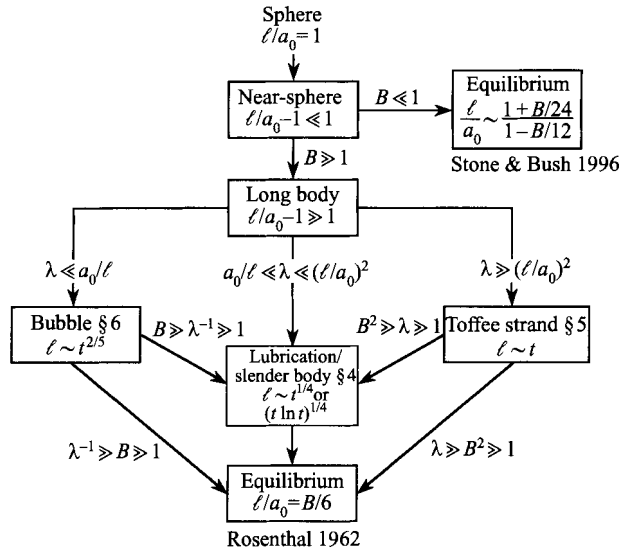 Sphere
ℓ/a₀=1
Near-sphere
ℓ/a₀-1≪1
B≪1
Equilibrium
ℓ/a₀ ~ (1+B/24)/(1-B/12)
Stone & Bush 1996
B≫1
Long body
ℓ/a₀-1≫1
λ≪a₀/ℓ
a₀/ℓ≪λ≪(ℓ/a₀)²
λ≫(ℓ/a₀)²
Bubble §6
ℓ~t^{2/5}
B≫λ⁻¹≫1
B²≫λ≫1
Toffee strand §5
ℓ~t
Lubrication/
slender body §4
ℓ~t^{1/4} or
(t ln t)^{1/4}
λ⁻¹≫B≫1
λ≫B²≫1
Equilibrium
ℓ/a₀=B/6
Rosenthal 1962